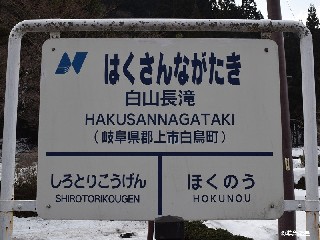 はくさんながたき
白山長滝
HAKUSANNAGATAKI
（岐阜県郡上市白鳥町）
しろとりこうげん ほくのう
SHIROTORIKOUGEN HOKUNOU